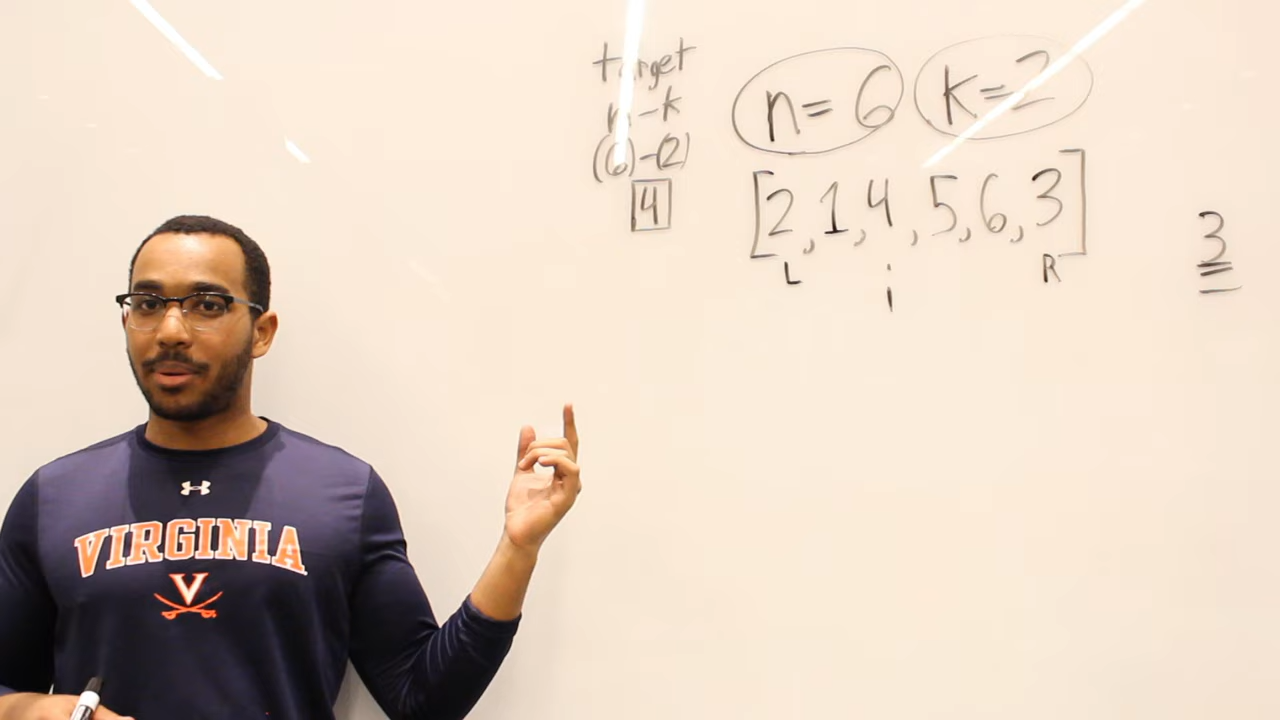 target
n-k
(6)-(2)
4
n=6 k=2
[2,1,4,5,6,3]
L i R
3
VIRGINIA
V